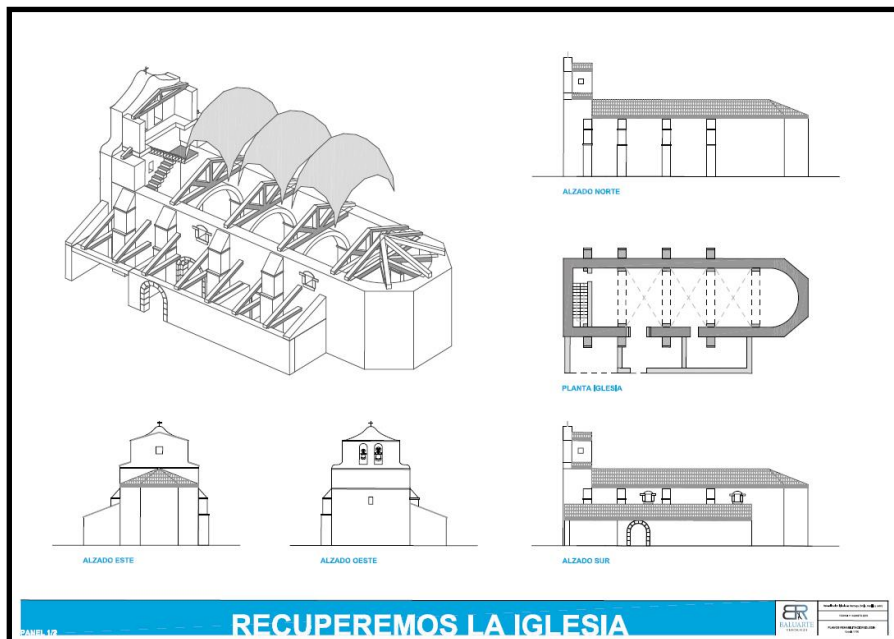 ALZADO NORTE
PLANTA IGLESIA
ALZADO ESTE
ALZADO OESTE
ALZADO SUR
PANEL 1/2
RECUPEREMOS LA IGLESIA
BALUARTE